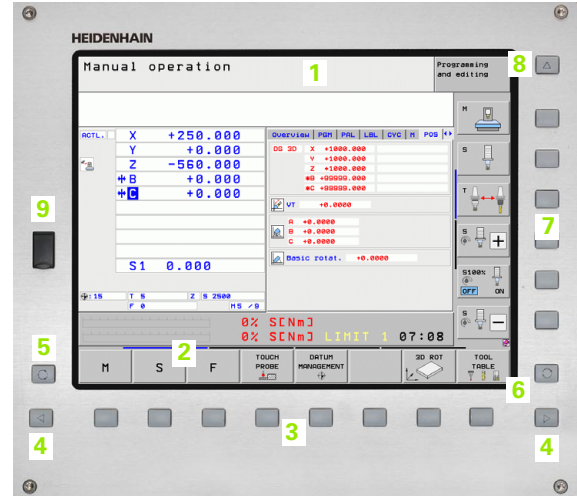 HEIDENHAIN
Manual operation
Programming
and editing
1
8
ACTL.
X +250.000
Y +0.000
Z -560.000
B +0.000
C +0.000
S1 0.000
Overview PGM PAL LBL CYC M POS
DG 3D X +1000.000
Y +1000.000
Z +1000.000
*B +99999.000
*C +99999.000
VT +0.0000
A +0.0000
B +0.0000
C +0.0000
Basic rotat. +0.0000
: 15 T 5 Z S 2500
F 0 M 5 / 9
0% S[Nm]
0% S[Nm] LIMIT 1 07:08
M
S
T
S
S100%
OFF ON
S
9
7
5
2
M S F TOUCH PROBE DATUM MANAGEMENT 3D ROT TOOL TABLE
6
4
3
4